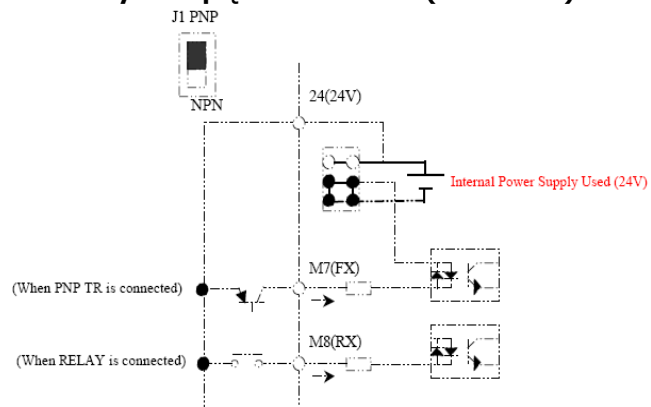 J1 PNP
NPN
24(24V)
Internal Power Supply Used (24V)
M7(FX)
(When PNP TR is connected)
M8(RX)
(When RELAY is connected)